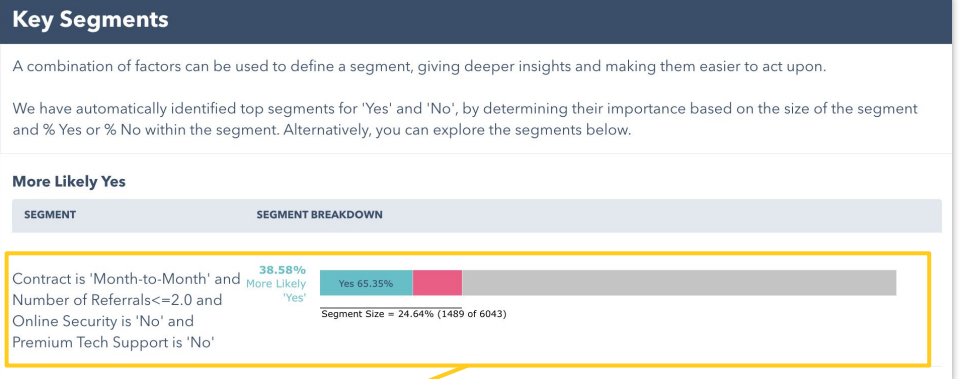 Key Segments
A combination of factors can be used to define a segment, giving deeper insights and making them easier to act upon.
We have automatically identified top segments for 'Yes' and 'No', by determining their importance based on the size of the segment
and % Yes or % No within the segment. Alternatively, you can explore the segments below.
More Likely Yes
SEGMENT
SEGMENT BREAKDOWN
Contract is 'Month-to-Month' and
Number of Referrals<=2.0 and
Online Security is 'No' and
Premium Tech Support is 'No'
38.58%
More Likely
'Yes'
Yes 65.35%
Segment Size = 24.64% (1489 of 6043)